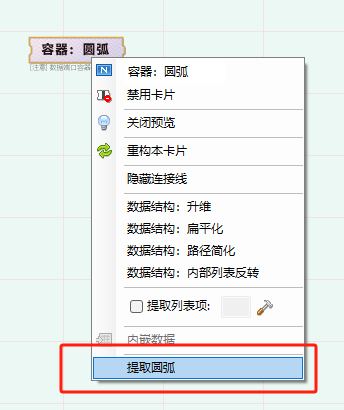 容器：圆弧
[注意] 数据端口容器
容器：圆弧
禁用卡片
关闭预览
重构本卡片
隐藏连接线
数据结构：升维
数据结构：扁平化
数据结构：路径简化
数据结构：内部列表反转
提取列表项:
内嵌数据
提取圆弧